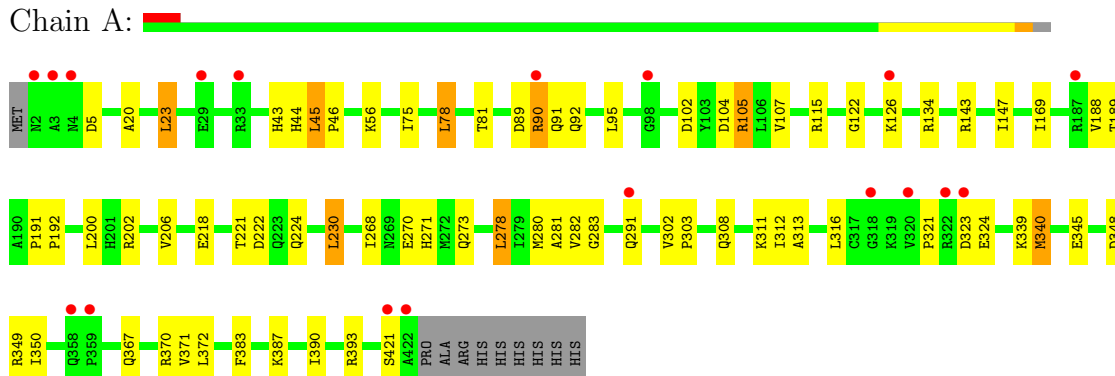 Chain A:
MET N2 A3 N4 D5 A20 L23 E29 R33 H43 H44 L45 P46 K56 I75 L78 T81 D89 R90 Q91 Q92 L95 G98 D102 Y103 D104 R105 L106 V107 R115 G122 K126 R134 R143 I147 I169 R187 V188
A190 P191 P192 L200 H201 R202 V206 E218 T221 D222 Q223 Q224 L230 I268 N269 E270 H271 M272 Q273 L278 I279 M280 A281 V282 G283 Q291 V302 P303 Q308 K311 I312 A313 L316 C317 G318 K319 V320 P321 R322 D323 E324 K339 M340 E345
R349 I350 Q358 P359 Q367 R370 V371 L372 F383 K387 I390 R393 S421 A422 PRO ALA ARG HIS HIS HIS HIS HIS HIS